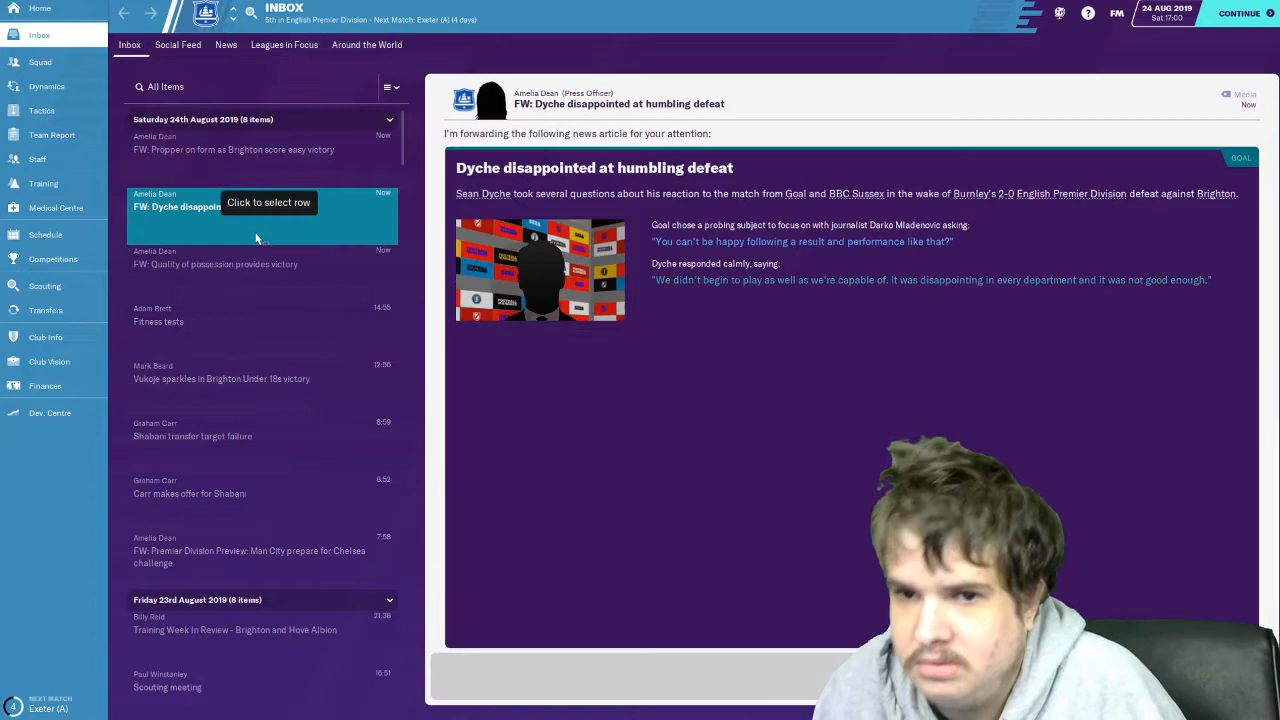 Home
Inbox
Squad
Dynamics
Tactics
Team Report
Staff
Training
Medical Centre
Schedule
Competitions
Scouting
Transfers
Club Info
Club Vision
Finances
Dev. Centre
4
NEXT MATCH
Exeter (A)
INBOX
5th in English Premier Division - Next Match: Exeter (A) (4 days)
FM
24 AUG 2019
Sat 17:00
CONTINUE
Inbox
Social Feed
News
Leagues in Focus
Around the World
All Items
Saturday 24th August 2019 (8 items)
Amelia Dean
Now
FW: Propper on form as Brighton score easy victory
Amelia Dean
Now
FW: Dyche disappoin
Click to select row
Amelia Dean
Now
FW: Quality of possession provides victory
Adam Brett
14:55
Fitness tests
Mark Beard
12:56
Vukoje sparkles in Brighton Under 18s victory
Graham Carr
8:59
Shabani transfer target failure
Graham Carr
8:52
Carr makes offer for Shabani
Amelia Dean
7:58
FW: Premier Division Preview: Man City prepare for Chelsea
challenge
Friday 23rd August 2019 (8 items)
Billy Reid
21:38
Training Week In Review - Brighton and Hove Albion
Paul Winstanley
16:51
Scouting meeting
Amelia Dean (Press Officer)
FW: Dyche disappointed at humbling defeat
Media
Now
I'm forwarding the following news article for your attention:
Dyche disappointed at humbling defeat
GOAL
Sean Dyche took several questions about his reaction to the match from Goal and BBC Sussex in the wake of Burnley's 2-0 English Premier Division defeat against Brighton.
Goal chose a probing subject to focus on with journalist Darko Mladenovic asking:
"You can't be happy following a result and performance like that?"
Dyche responded calmly, saying:
"We didn't begin to play as well as we're capable of. It was disappointing in every department and it was not good enough."